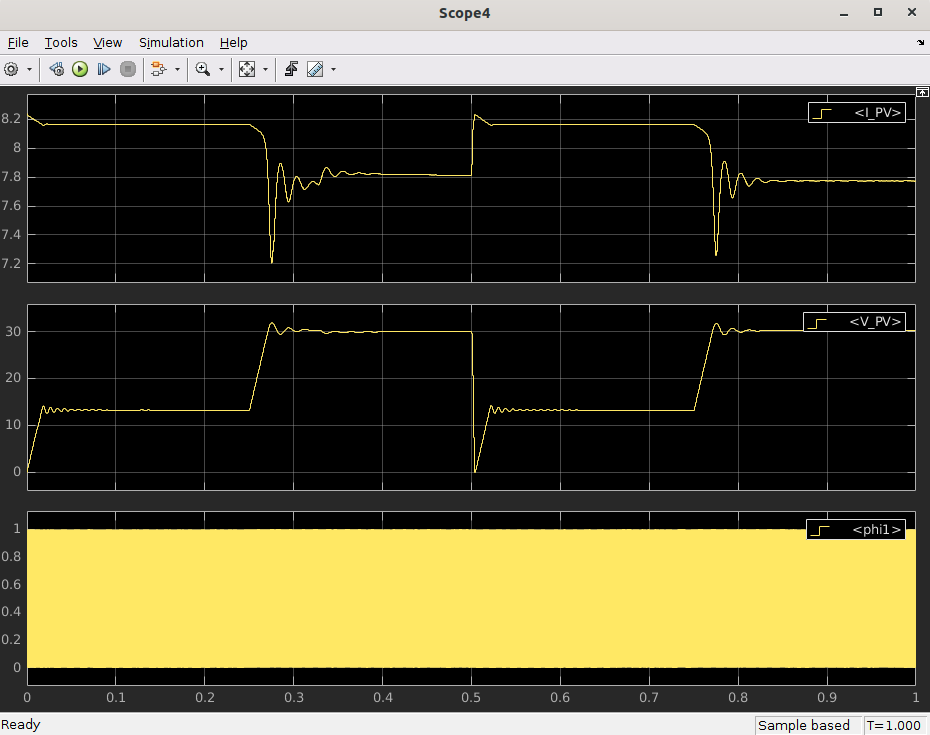 Scope4
File Tools View Simulation Help
8.2
8
7.8
7.6
7.4
7.2
<I_PV>
30
20
10
0
<V_PV>
1
0.8
0.6
0.4
0.2
0
<phi1>
0 0.1 0.2 0.3 0.4 0.5 0.6 0.7 0.8 0.9 1
Ready Sample based T=1.000